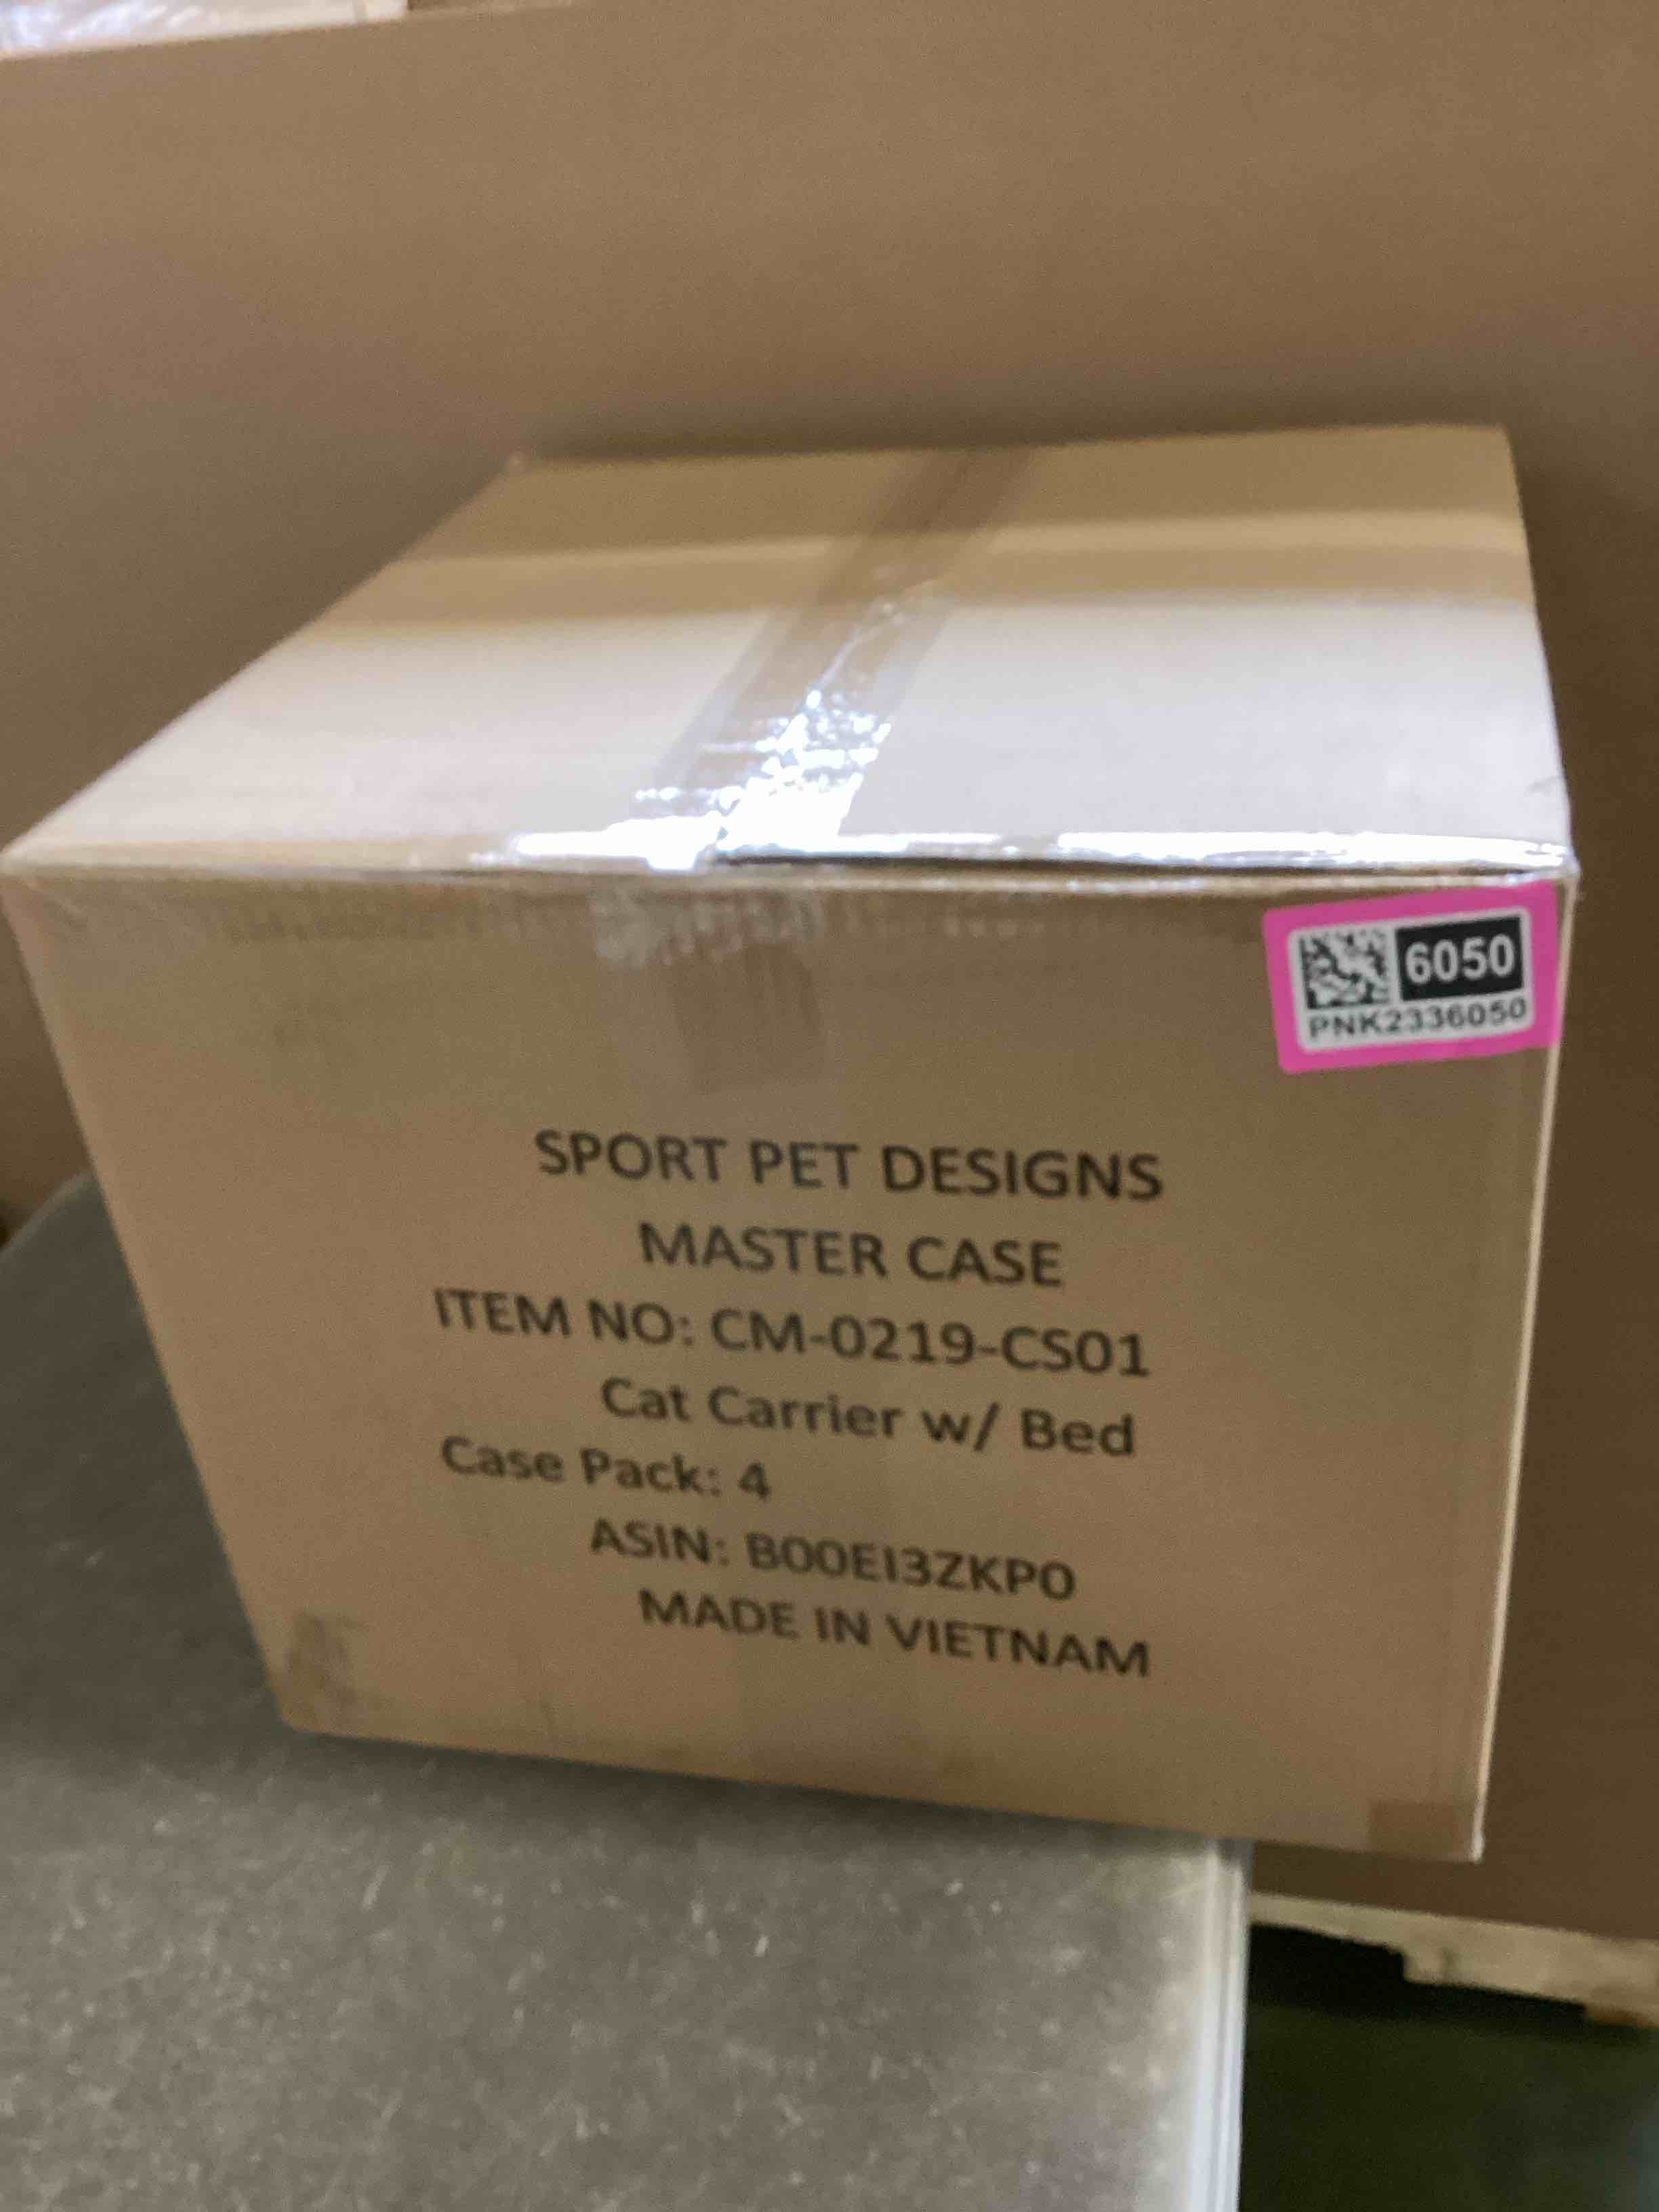 6050
PNK2336050
SPORT PET DESIGNS
MASTER CASE
ITEM NO: CM-0219-CS01
Cat Carrier w/ Bed
Case Pack: 4
ASIN: B00EI3ZKP0
MADE IN VIETNAM